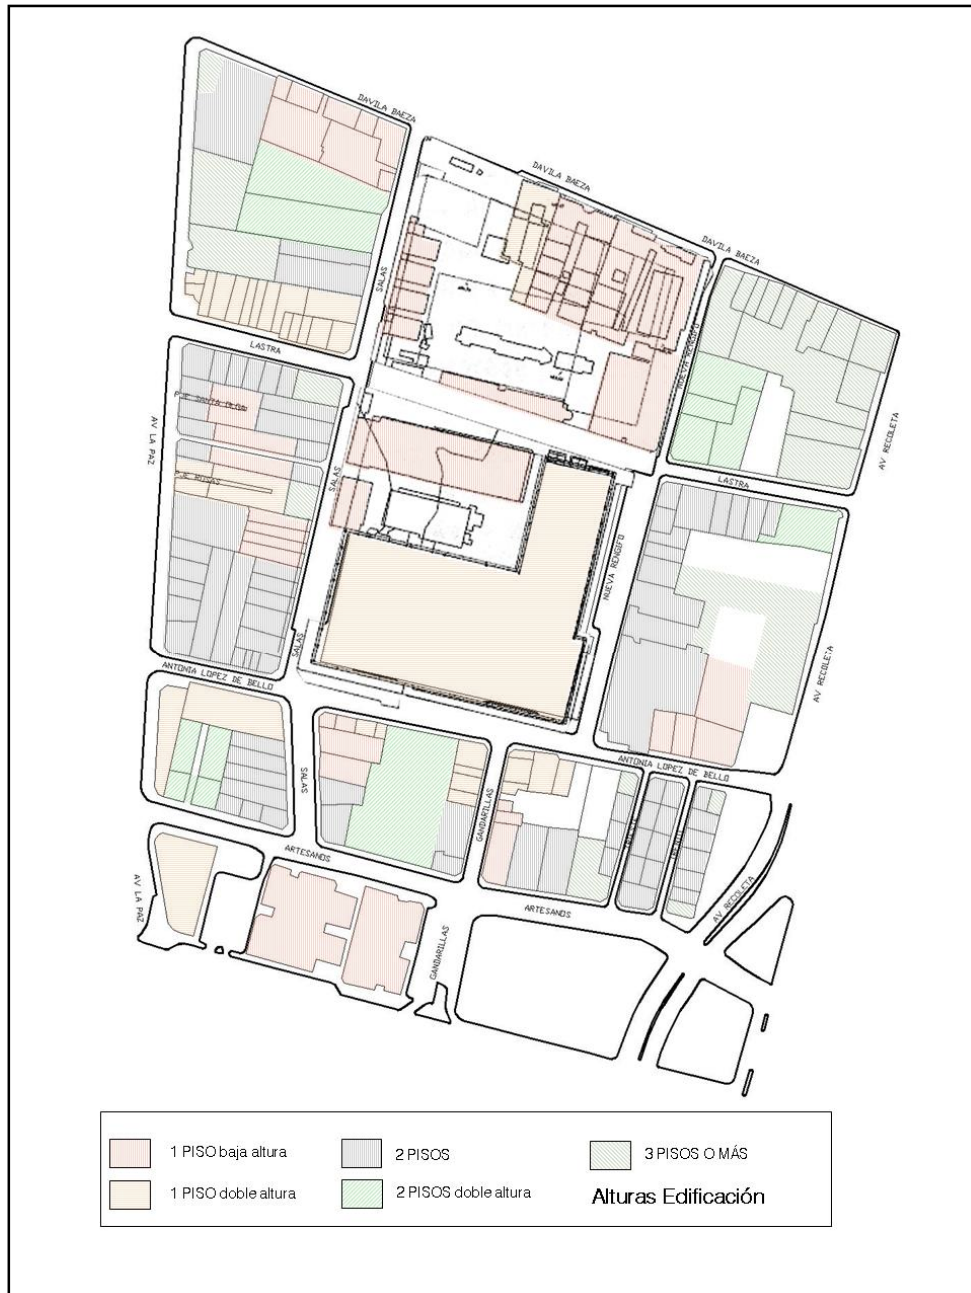 DAVILA BAEZA
DAVILA BAEZA
DAVILA BAEZA
SALAS
NUEVA RENGIFO
LASTRA
AV LA PAZ
AV RECOLETA
LASTRA
SALAS
NUEVA RENGIFO
SALAS
AV RECOLETA
ANTONIA LOPEZ DE BELLO
ANTONIA LOPEZ DE BELLO
SALAS
GANDARILLAS
ARTESANOS
AV LA PAZ
ARTESANOS
AV RECOLETA
GANDARILLAS
1 PISO baja altura
2 PISOS
3 PISOS O MÁS
1 PISO doble altura
2 PISOS doble altura
Alturas Edificación